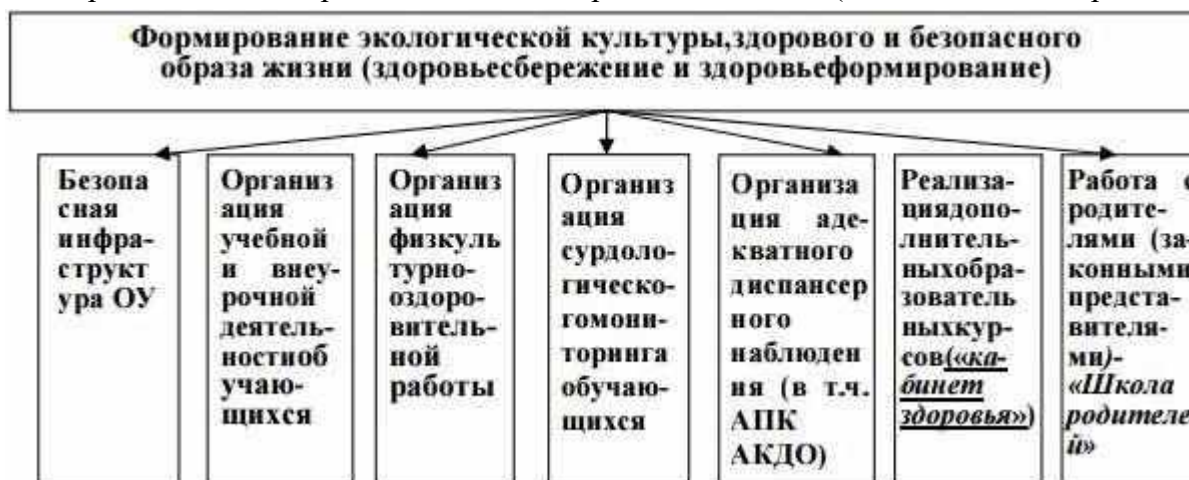 Формирование экологической культуры,здорового и безопасного
образа жизни (здоровьесбережение и здоровьеформирование)
Безопа
сная
инфра-
структ
ура ОУ
Организ
ация
учебной
и внеу-
рочной
деятель-
ностиоб
учаю-
щихся
Организ
ация
физкуль
турно-
оздоро-
витель-
ной
работы
Организ
ация
сурдоло-
гическо-
гомони-
торинга
обучаю-
щихся
Организа
ция аде-
кватного
диспансер
ного
наблюден
ия (в т.ч.
АПК
АКДО)
Реализа-
циядопо-
лнитель-
ныхобра-
зователь
ныхкур-
сов(«ка-
бинет
здоровья»)
Работа с
родите-
лями (за-
конными
предста-
вителя-
ми)-
«Школа
родителе
й»